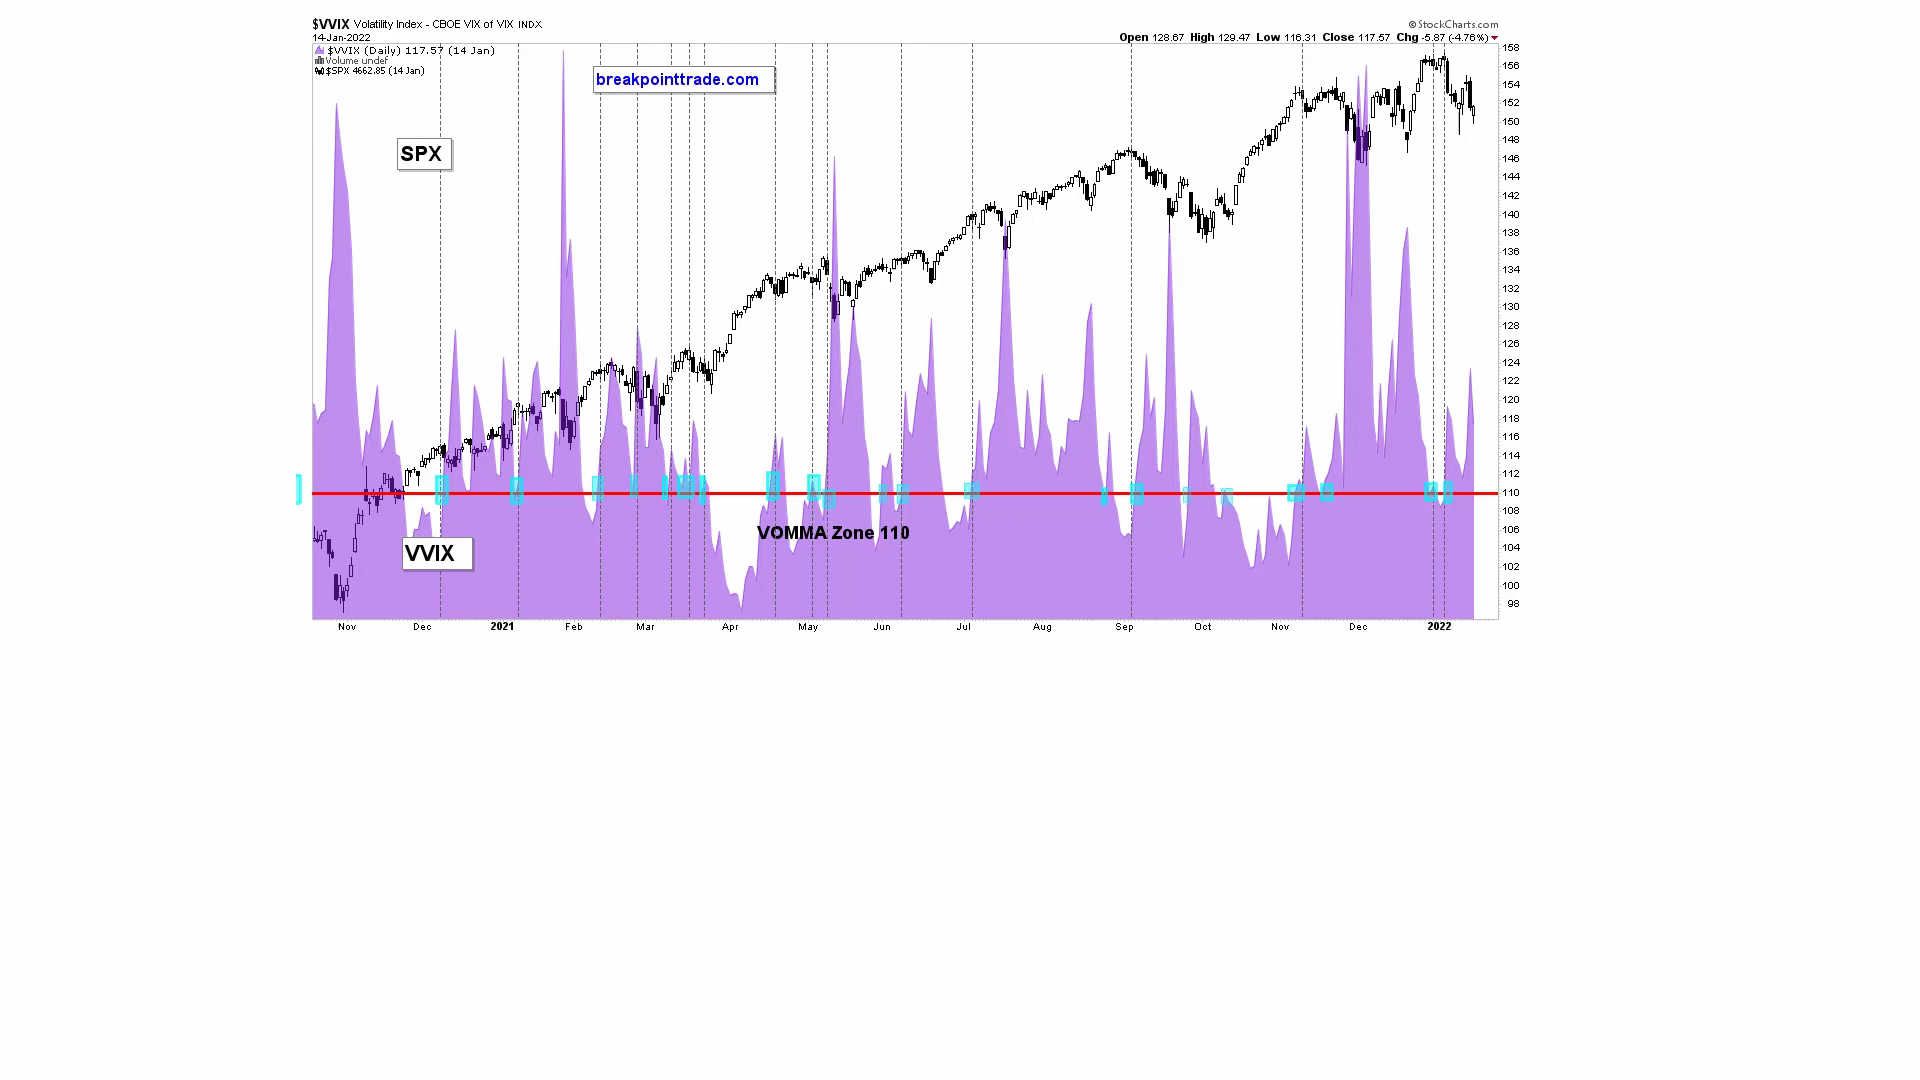 $VVIX Volatility Index - CBOE VIX of VIX INDX
© StockCharts.com
14-Jan-2022
Open 128.67 High 129.47 Low 116.31 Close 117.57 Chg -5.87 (-4.76%)
$VVIX (Daily) 117.57 (14 Jan)
Volume undef
$SPX 4662.85 (14 Jan)
breakpointtrade.com
SPX
VOMMA Zone 110
VVIX
158
156
154
152
150
148
146
144
142
140
138
136
134
132
130
128
126
124
122
120
118
116
114
112
110
108
106
104
102
100
98
Nov Dec 2021 Feb Mar Apr May Jun Jul Aug Sep Oct Nov Dec 2022